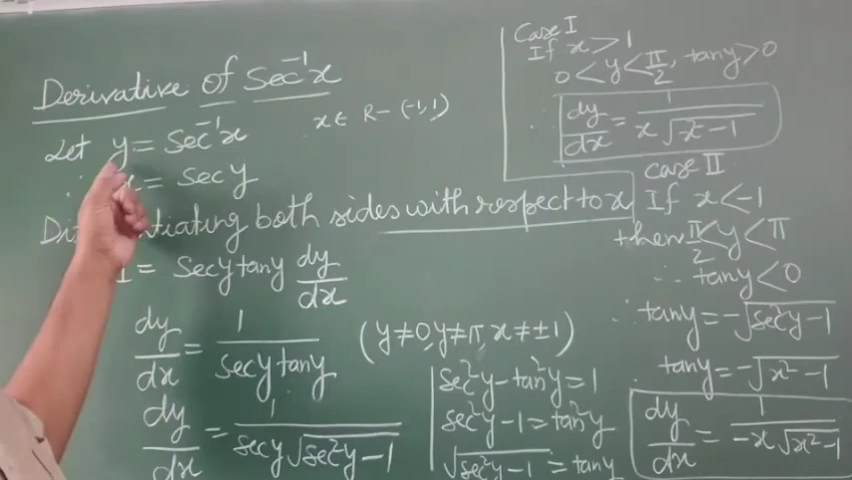 Derivative of Sec⁻¹x
Let y = Sec⁻¹x
x ∈ R – (-1, 1)
∴ x = sec y
both sides with respect to x
1 = Secy tany dy/dx
dy/dx = 1/(secy tany) (y≠0, y≠π, x≠±1)
dy/dx = 1/(secy √(sec²y-1))
sec²y - tan²y = 1
sec²y - 1 = tan²y
√(sec²y-1) = tany
Case I
If x > 1
0 < y < π/2, tany > 0
∴ dy/dx = 1/(x√(x²-1))
case II
If x < -1
then π/2 < y < π
∴ tany < 0
∴ tany = -√(sec²y-1)
tany = -√(x²-1)
dy/dx = 1/(-x√(x²-1))